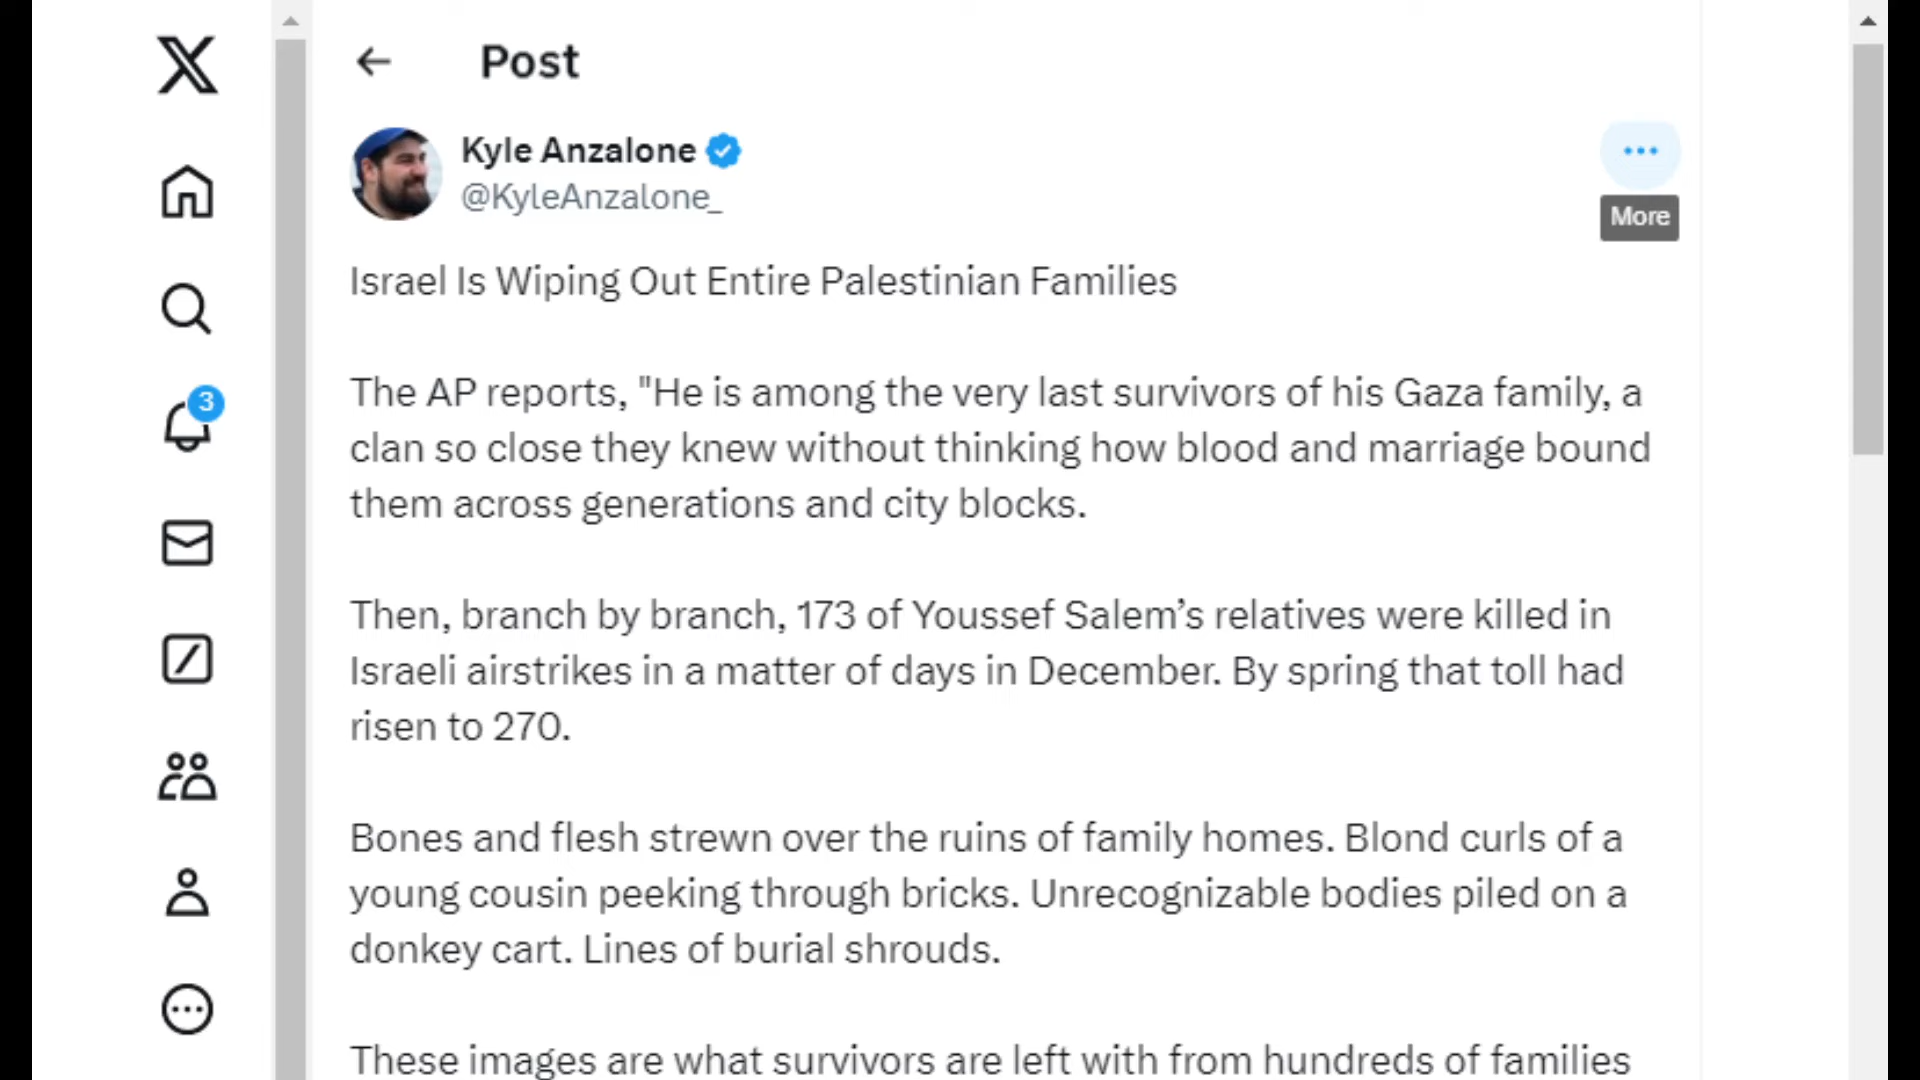 Post
Kyle Anzalone
@KyleAnzalone_
More
Israel Is Wiping Out Entire Palestinian Families
The AP reports, "He is among the very last survivors of his Gaza family, a
clan so close they knew without thinking how blood and marriage bound
them across generations and city blocks.
3
Then, branch by branch, 173 of Youssef Salem’s relatives were killed in
Israeli airstrikes in a matter of days in December. By spring that toll had
risen to 270.
Bones and flesh strewn over the ruins of family homes. Blond curls of a
young cousin peeking through bricks. Unrecognizable bodies piled on a
donkey cart. Lines of burial shrouds.
These images are what survivors are left with from hundreds of families